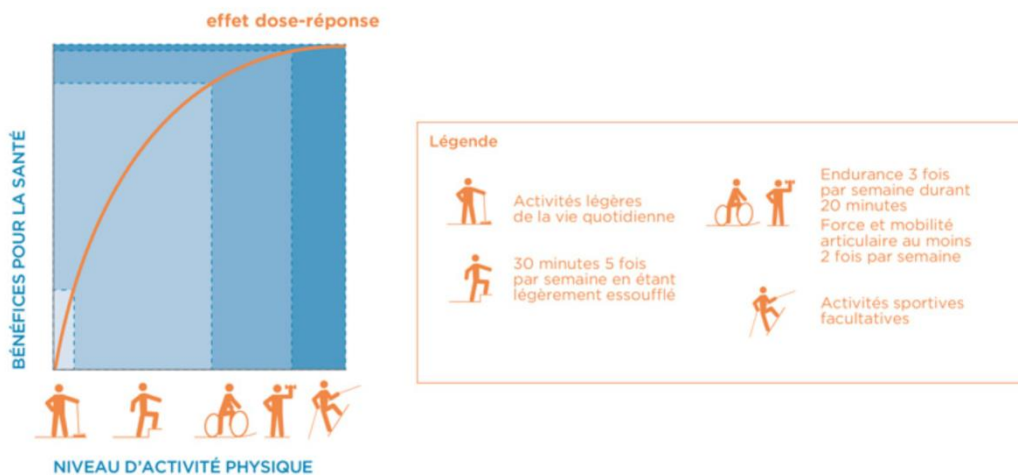 effet dose-réponse
BÉNÉFICES POUR LA SANTÉ
NIVEAU D'ACTIVITÉ PHYSIQUE
Légende
Activités légères
de la vie quotidienne
30 minutes 5 fois
par semaine en étant
légèrement essoufflé
Endurance 3 fois
par semaine durant
20 minutes
Force et mobilité
articulaire au moins
2 fois par semaine
Activités sportives
facultatives